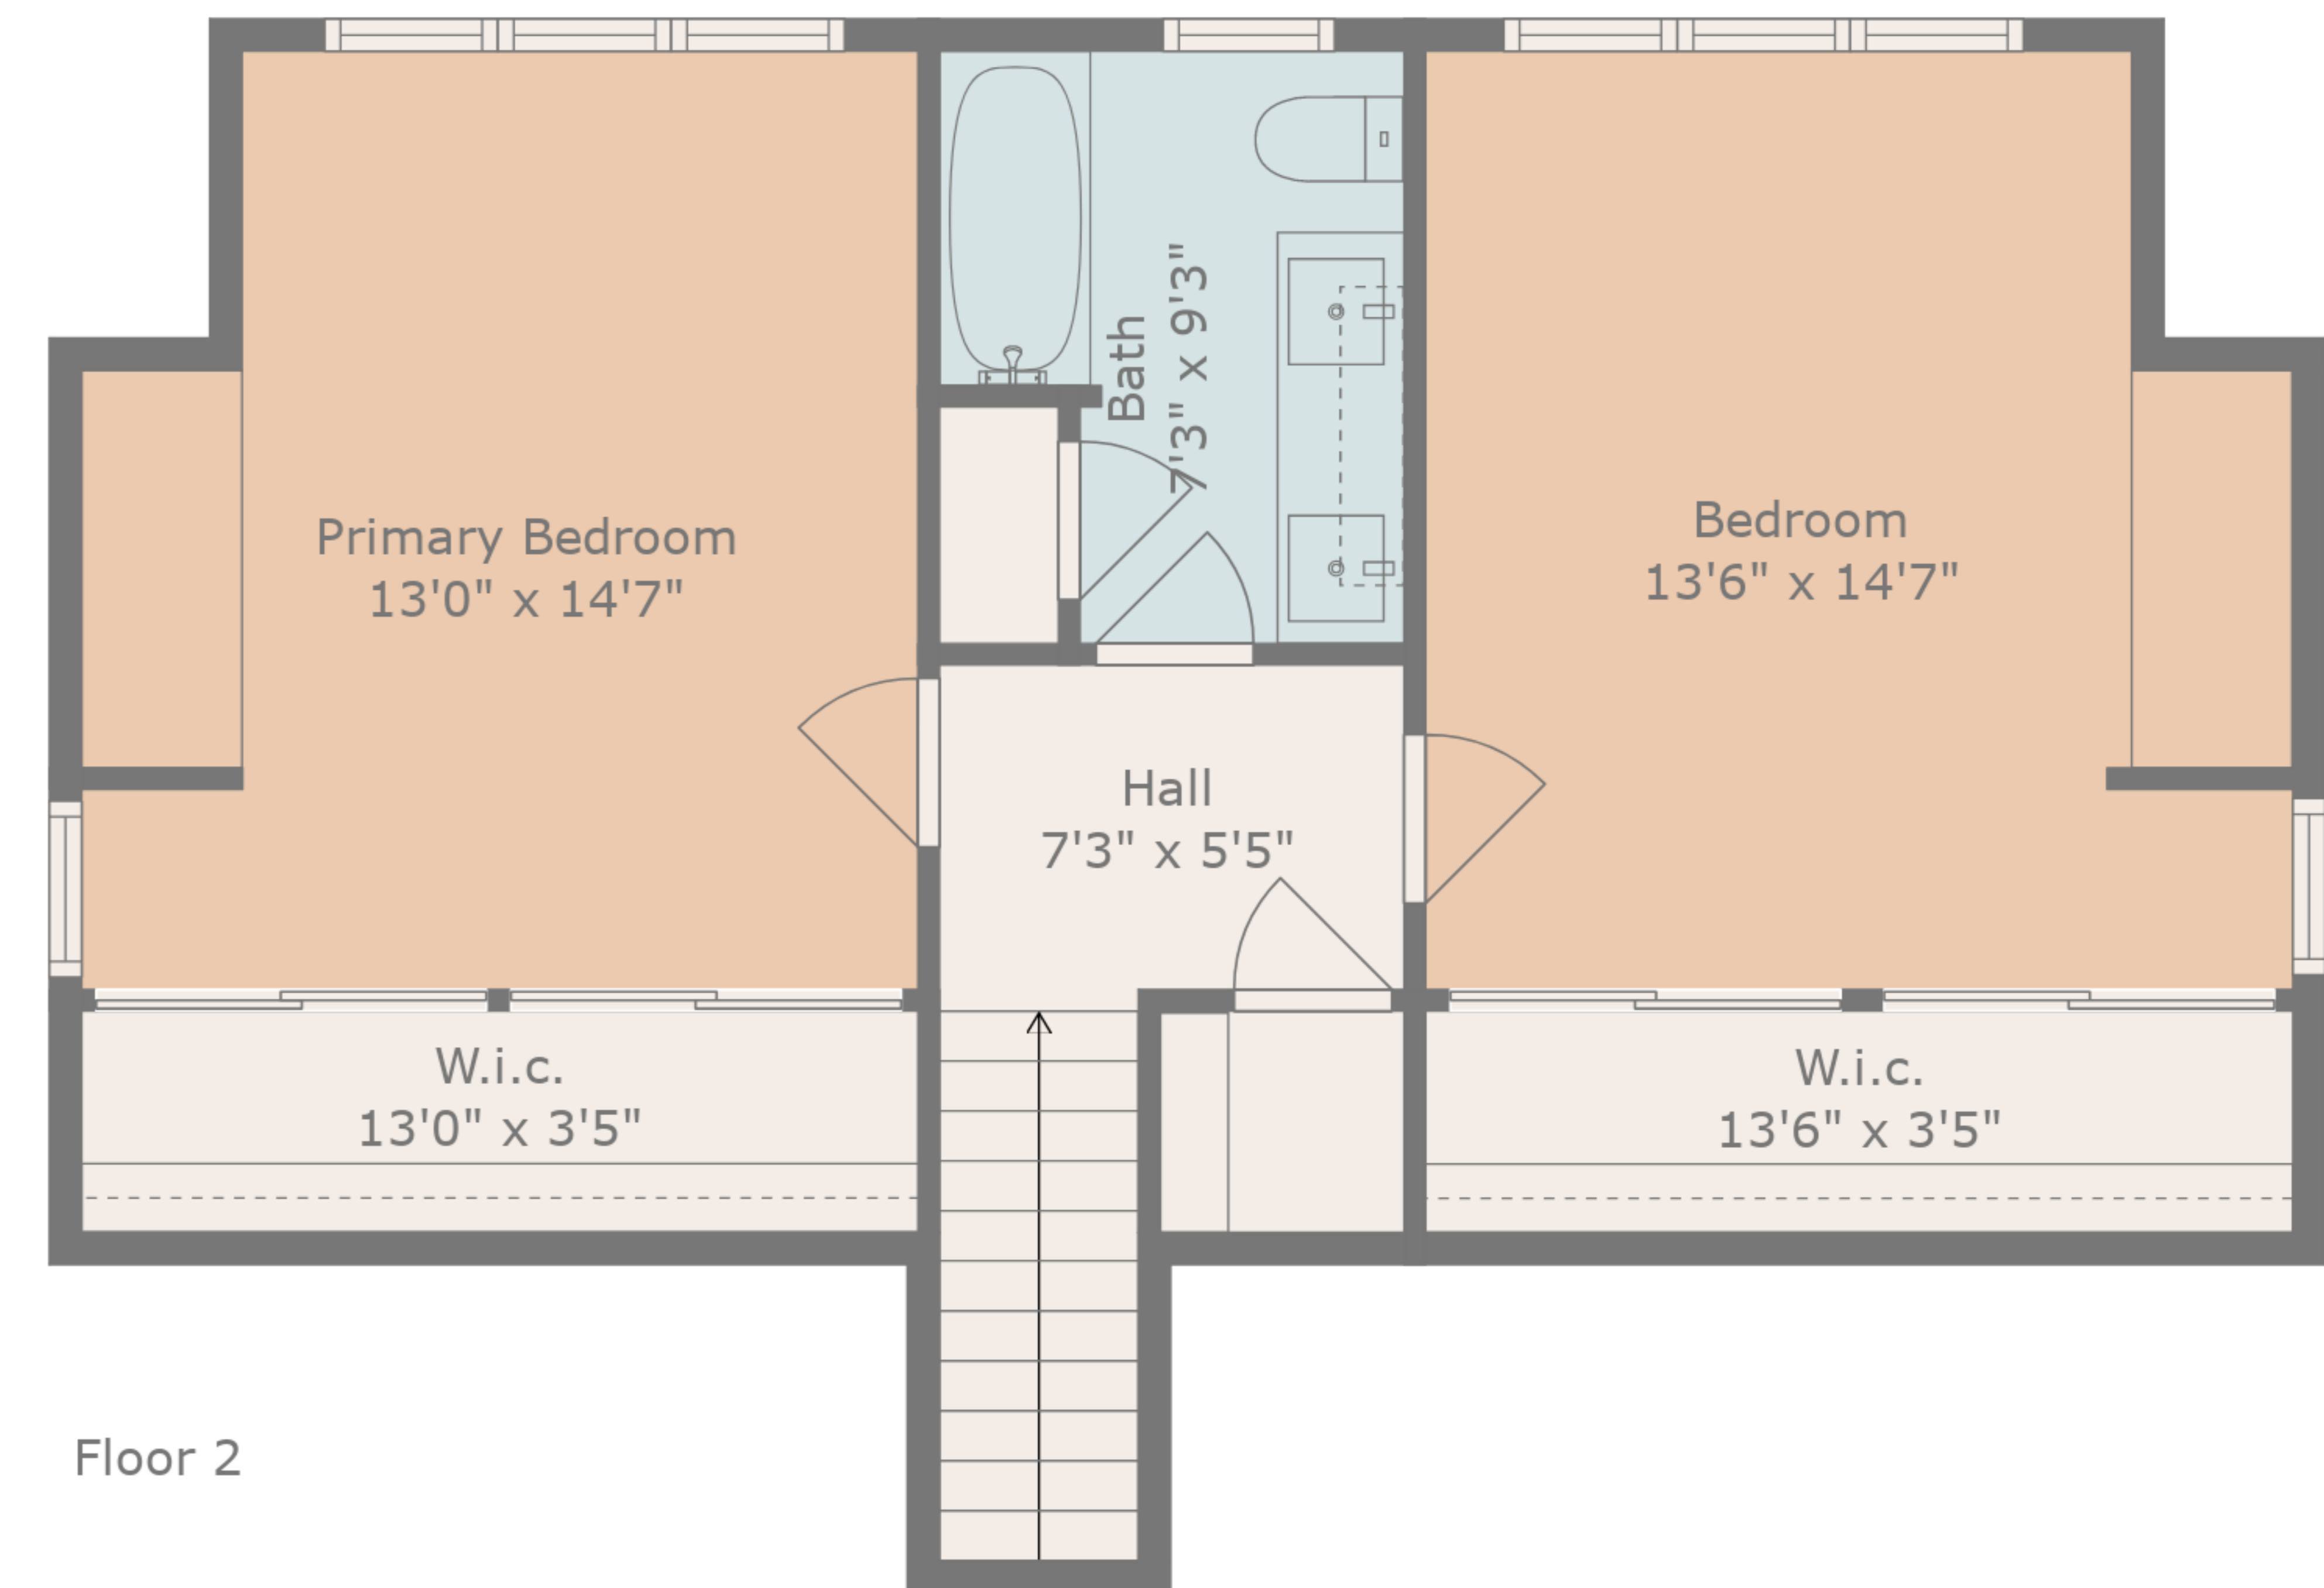 Bath
7'3" x 9'3"
Primary Bedroom
13'0" x 14'7"
Bedroom
13'6" x 14'7"
Hall
7'3" x 5'5"
W.i.c.
13'0" x 3'5"
W.i.c.
13'6" x 3'5"
Floor 2